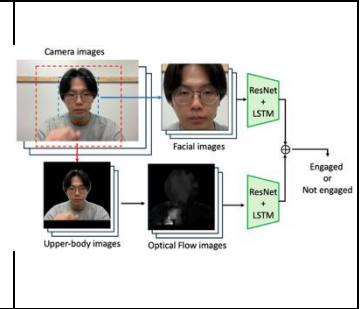 Camera images
Facial images
ResNet
+
LSTM
Upper-body images
Optical Flow images
ResNet
+
LSTM
Engaged
or
Not engaged